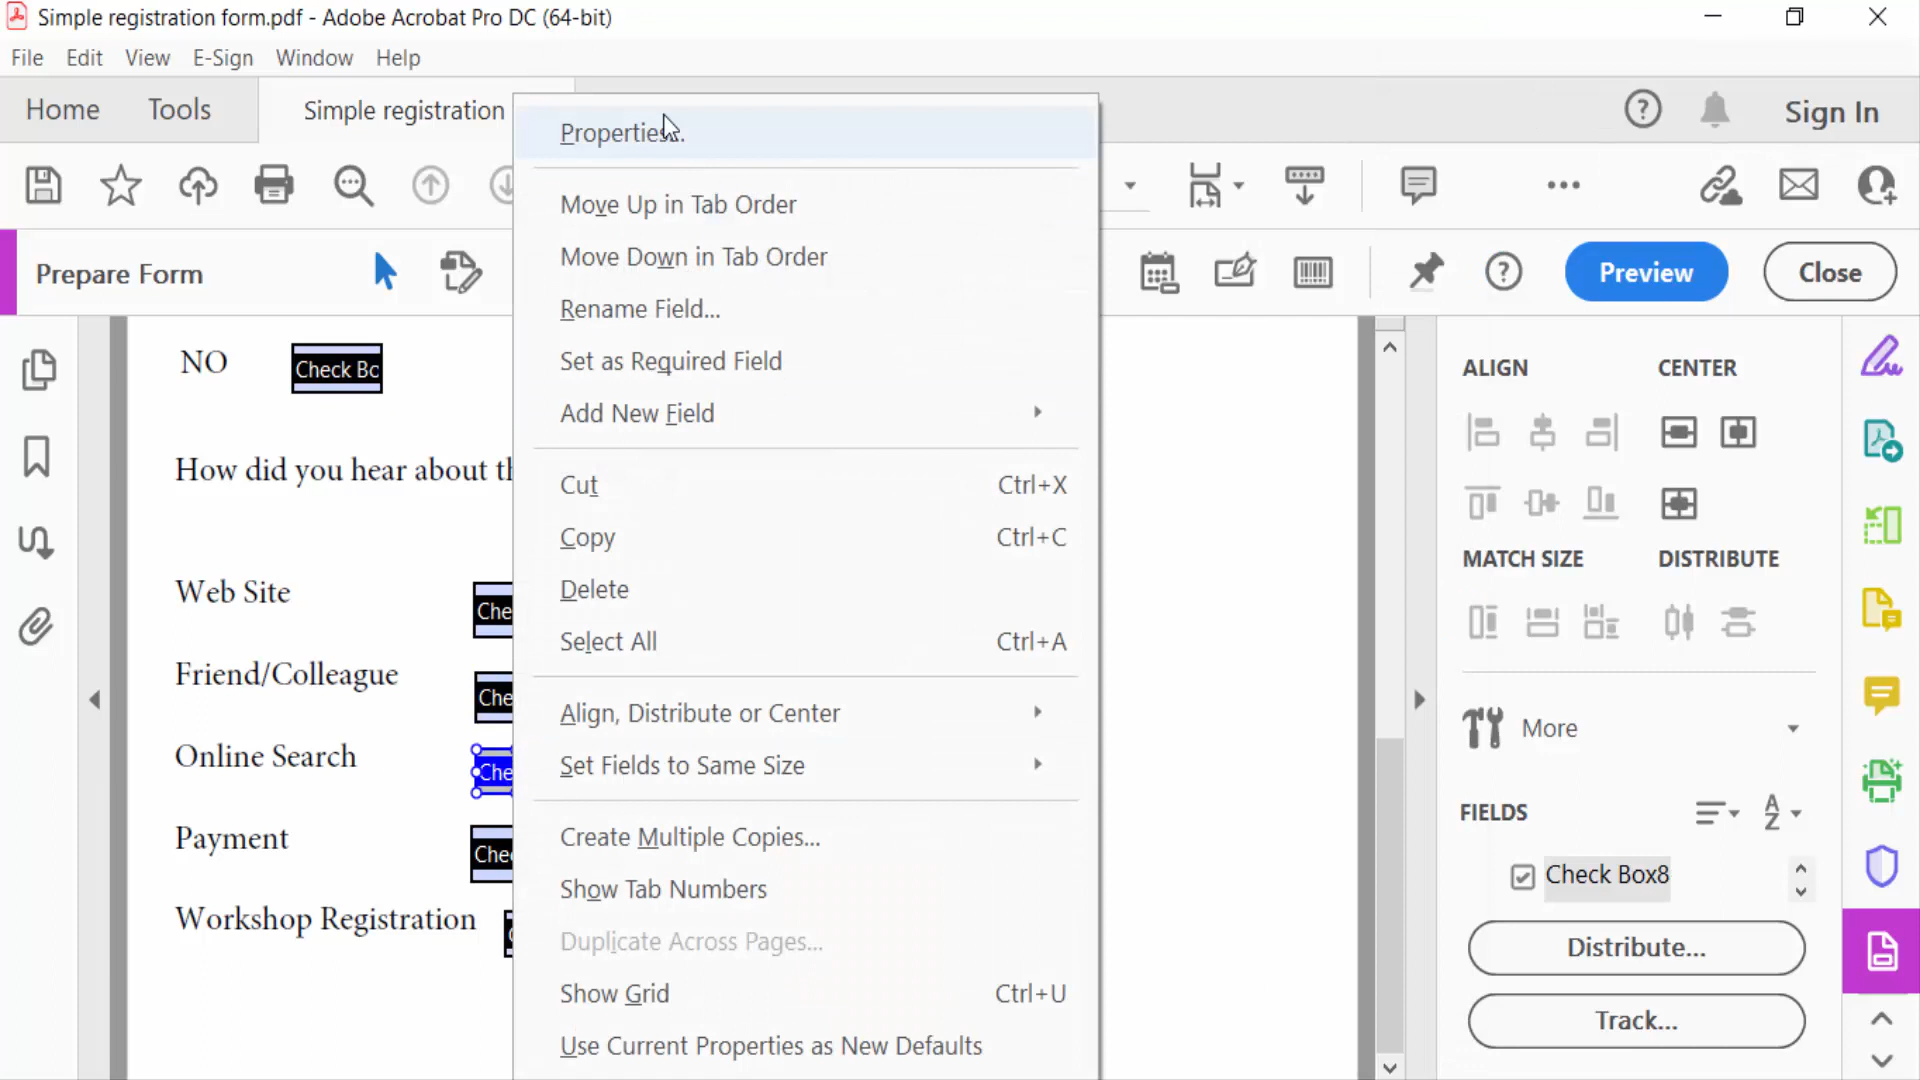 Simple registration form.pdf - Adobe Acrobat Pro DC (64-bit)
File Edit View E-Sign Window Help
Home Tools Simple registration Sign In
Prepare Form Preview Close
Properties...
Move Up in Tab Order
Move Down in Tab Order
Rename Field...
Set as Required Field
Add New Field
Cut Ctrl+X
Copy Ctrl+C
Delete
Select All Ctrl+A
Align, Distribute or Center
Set Fields to Same Size
Create Multiple Copies...
Show Tab Numbers
Duplicate Across Pages...
Show Grid Ctrl+U
Use Current Properties as New Defaults
NO Check Bo
How did you hear about th
Web Site Che
Friend/Colleague Che
Online Search Che
Payment Chec
Workshop Registration
ALIGN CENTER
MATCH SIZE DISTRIBUTE
More
FIELDS
Check Box8
Distribute...
Track...